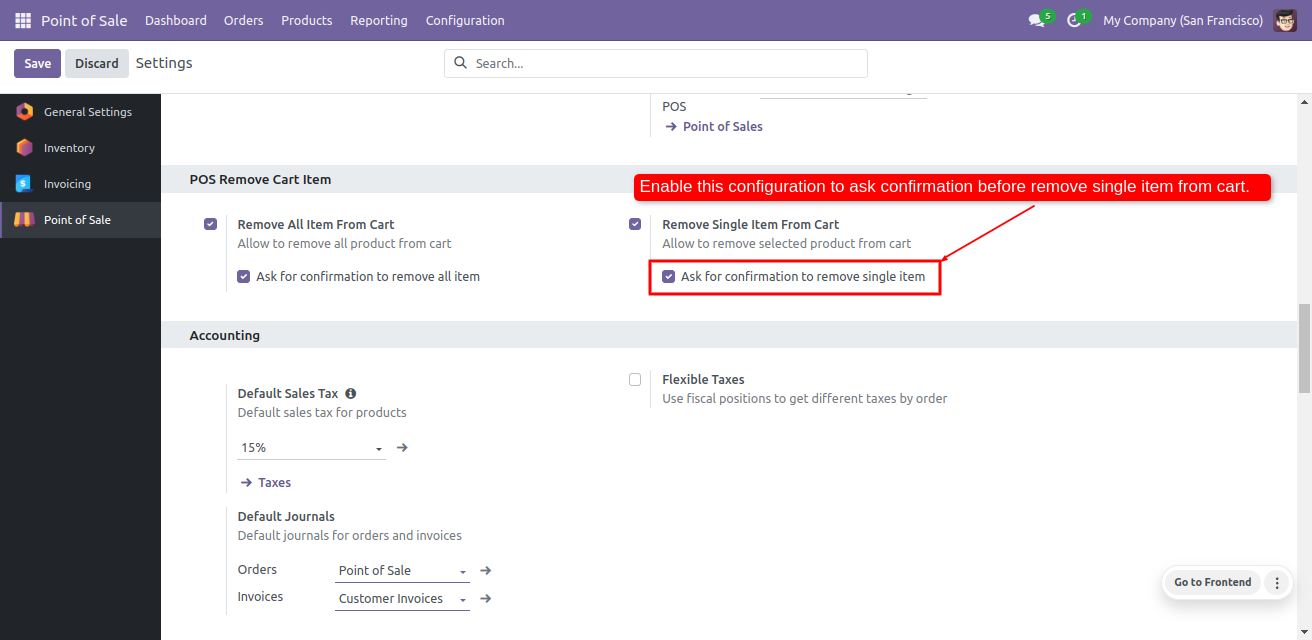 Point of Sale Dashboard Orders Products Reporting Configuration 5 1 My Company (San Francisco)
Save Discard Settings Search...
General Settings
Inventory
Invoicing
Point of Sale
POS
Point of Sales
POS Remove Cart Item
Enable this configuration to ask confirmation before remove single item from cart.
Remove All Item From Cart
Allow to remove all product from cart
Ask for confirmation to remove all item
Remove Single Item From Cart
Allow to remove selected product from cart
Ask for confirmation to remove single item
Accounting
Default Sales Tax
Default sales tax for products
15%
Taxes
Flexible Taxes
Use fiscal positions to get different taxes by order
Default Journals
Default journals for orders and invoices
Orders Point of Sale
Invoices Customer Invoices
Go to Frontend